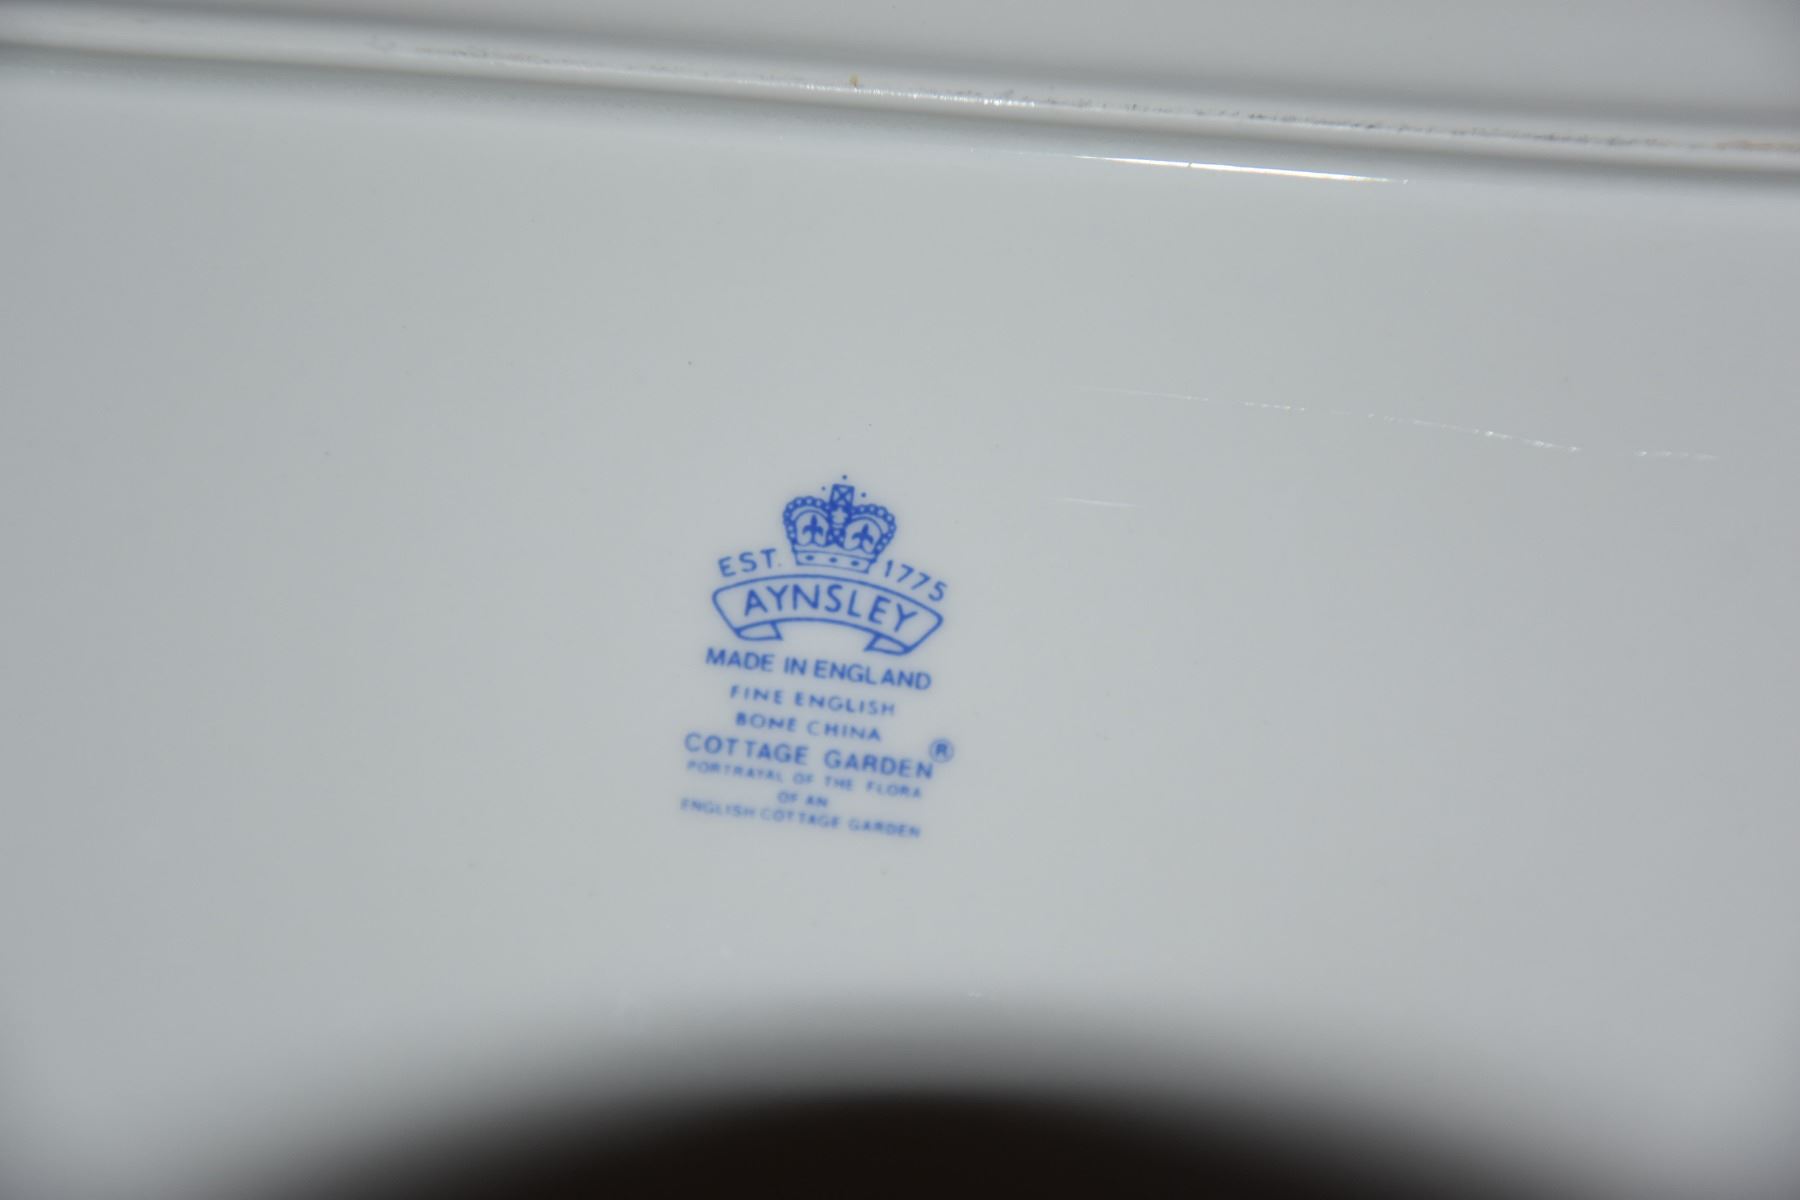 EST. 1775
AYNSLEY
MADE IN ENGLAND
FINE ENGLISH
BONE CHINA
COTTAGE GARDEN®
PORTRAYAL OF THE FLORA
OF AN
ENGLISH COTTAGE GARDEN